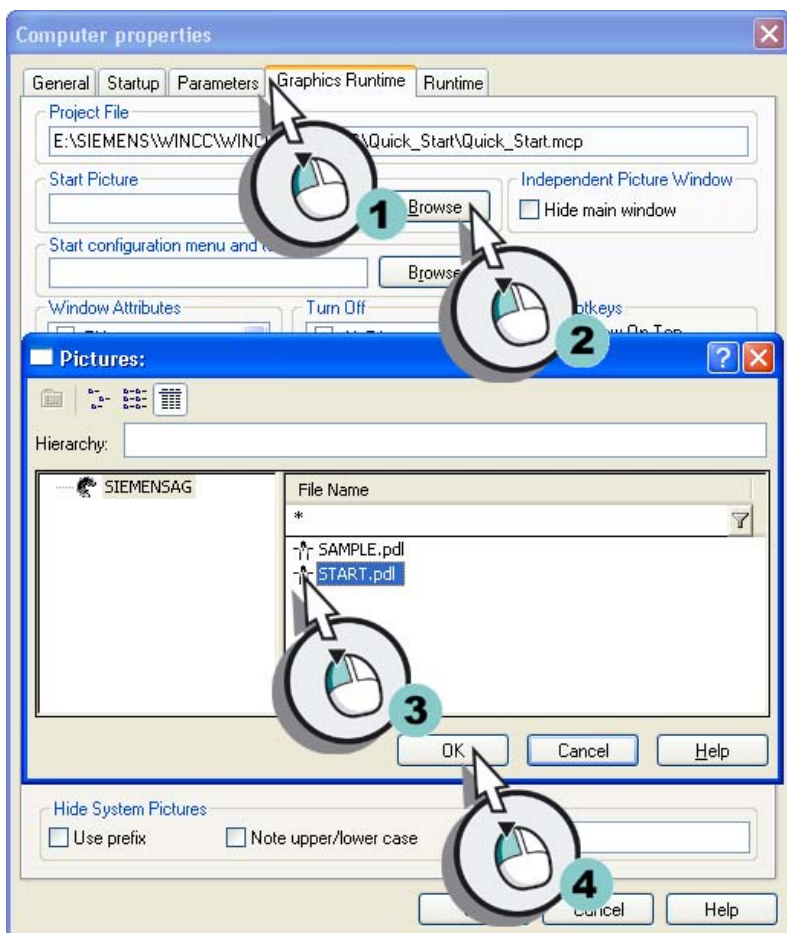 Computer properties
General Startup Parameters Graphics Runtime Runtime
Project File
E:\SIEMENS\WINCC\WINC \Quick_Start\Quick_Start.mcp
Start Picture
Browse
Independent Picture Window
Hide main window
1
Start configuration menu and
Browse
Window Attributes
Turn Off
2
On Top
Pictures:
Hierarchy:
SIEMENSAG
File Name
*
SAMPLE.pdl
START.pdl
3
OK Cancel Help
Hide System Pictures
Use prefix Note upper/lower case
4
Cancel Help